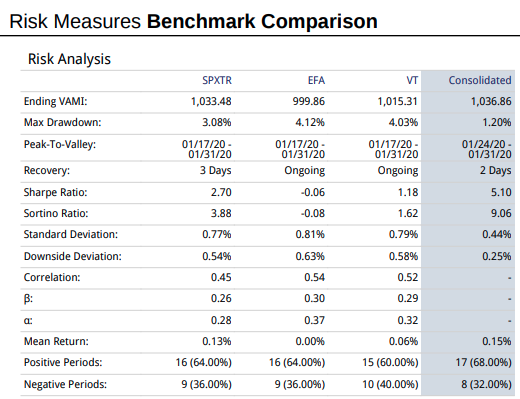 Risk Measures Benchmark Comparison
Risk Analysis
SPXTR EFA VT Consolidated
Ending VAMI: 1,033.48 999.86 1,015.31 1,036.86
Max Drawdown: 3.08% 4.12% 4.03% 1.20%
Peak-To-Valley: 01/17/20 - 01/17/20 - 01/17/20 - 01/24/20 -
01/31/20 01/31/20 01/31/20 01/31/20
Recovery: 3 Days Ongoing Ongoing 2 Days
Sharpe Ratio: 2.70 -0.06 1.18 5.10
Sortino Ratio: 3.88 -0.08 1.62 9.06
Standard Deviation: 0.77% 0.81% 0.79% 0.44%
Downside Deviation: 0.54% 0.63% 0.58% 0.25%
Correlation: 0.45 0.54 0.52 -
β: 0.26 0.30 0.29 -
α: 0.28 0.37 0.32 -
Mean Return: 0.13% 0.00% 0.06% 0.15%
Positive Periods: 16 (64.00%) 16 (64.00%) 15 (60.00%) 17 (68.00%)
Negative Periods: 9 (36.00%) 9 (36.00%) 10 (40.00%) 8 (32.00%)